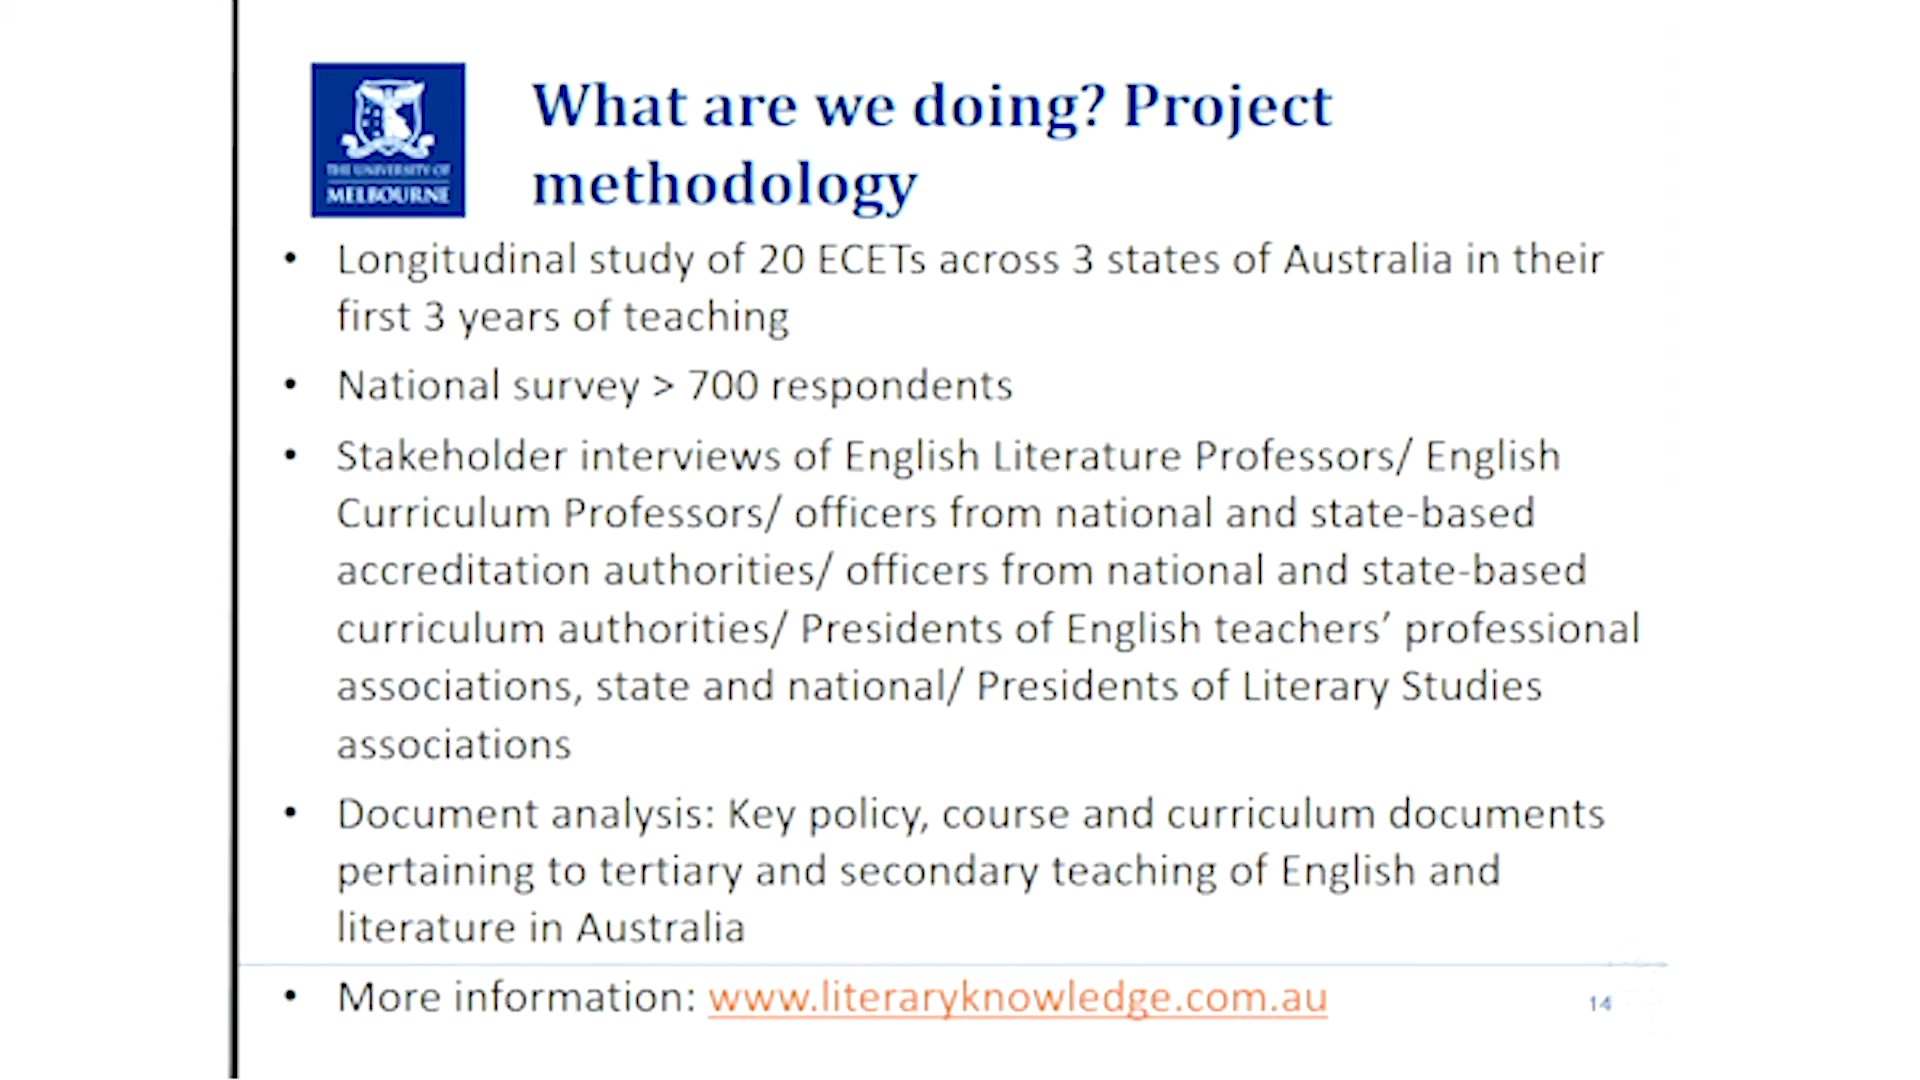 THE UNIVERSITY OF
MELBOURNE
What are we doing? Project
methodology
• Longitudinal study of 20 ECETs across 3 states of Australia in their
first 3 years of teaching
• National survey > 700 respondents
• Stakeholder interviews of English Literature Professors/ English
Curriculum Professors/ officers from national and state-based
accreditation authorities/ officers from national and state-based
curriculum authorities/ Presidents of English teachers’ professional
associations, state and national/ Presidents of Literary Studies
associations
• Document analysis: Key policy, course and curriculum documents
pertaining to tertiary and secondary teaching of English and
literature in Australia
• More information: www.literaryknowledge.com.au
14